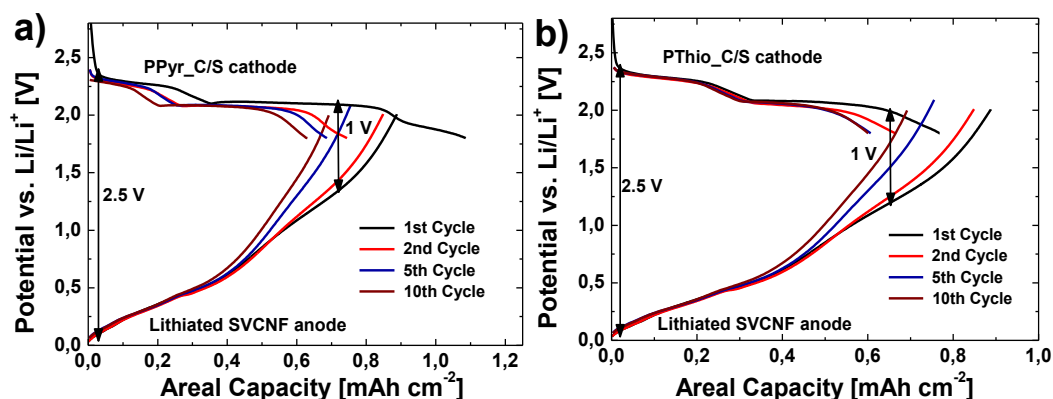 a)
PPyr_C/S cathode
1 V
2.5 V
1st Cycle
2nd Cycle
5th Cycle
10th Cycle
Lithiated SVCNF anode
Potential vs. Li/Li+ [V]
2,5
2,0
1,5
1,0
0,5
0,0
0,0 0,2 0,4 0,6 0,8 1,0 1,2
Areal Capacity [mAh cm-2]
b)
PThio_C/S cathode
1 V
2.5 V
1st Cycle
2nd Cycle
5th Cycle
10th Cycle
Lithiated SVCNF anode
Potential vs. Li/Li+ [V]
2,5
2,0
1,5
1,0
0,5
0,0
0,0 0,2 0,4 0,6 0,8 1,0
Areal Capacity [mAh cm-2]